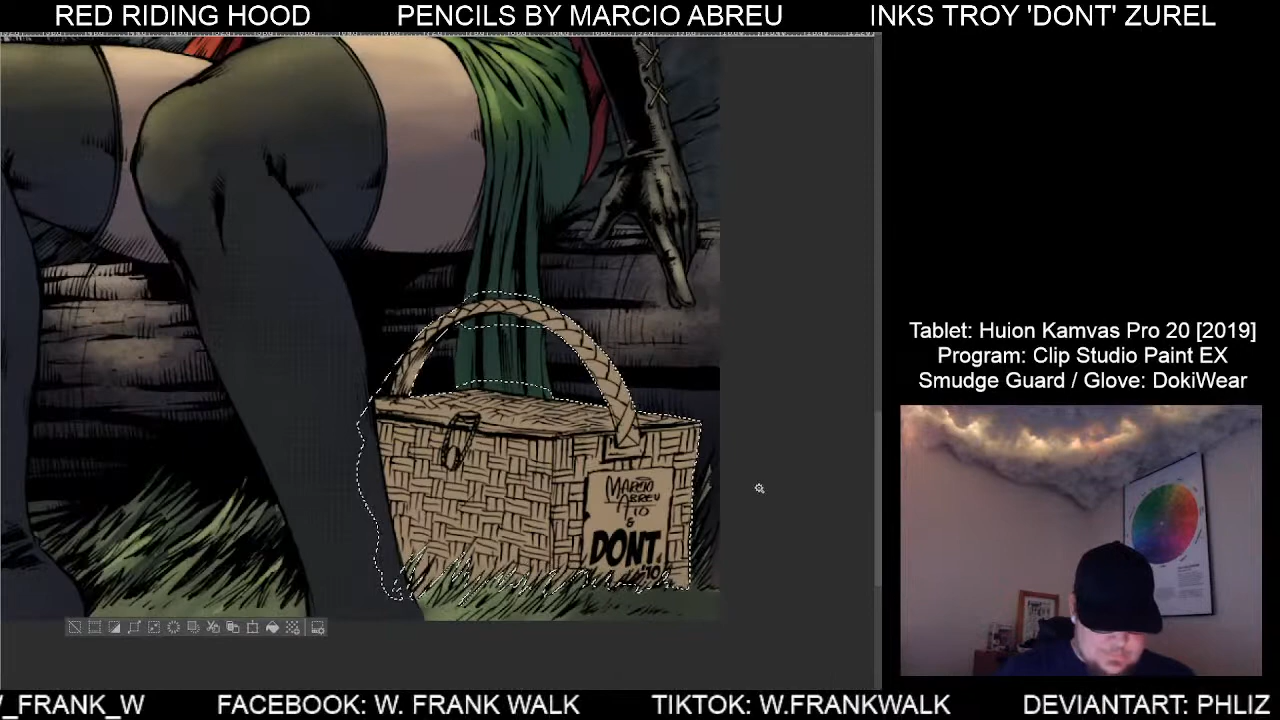 RED RIDING HOOD PENCILS BY MARCIO ABREU INKS TROY 'DONT' ZUREL
MARCIO
ABREU
&
DONT
Tablet: Huion Kamvas Pro 20 [2019]
Program: Clip Studio Paint EX
Smudge Guard / Glove: DokiWear
_FRANK_W FACEBOOK: W. FRANK WALK TIKTOK: W.FRANKWALK DEVIANTART: PHLIZ